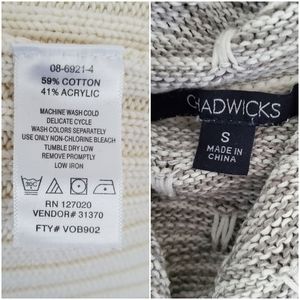 08-6921-4
59% COTTON
41% ACRYLIC
MACHINE WASH COLD
DELICATE CYCLE
WASH COLORS SEPARATELY
USE ONLY NON-CHLORINE BLEACH
TUMBLE DRY LOW
REMOVE PROMPTLY
LOW IRON
RN 127020
VENDOR# 31370
FTY# VOB902
CHADWICKS
S
MADE IN
CHINA